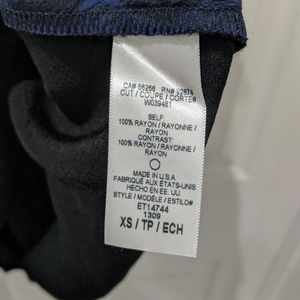 CA# 56266 RN# 92874
CUT / COUPE / CORTE#
W039481
SELF:
100% RAYON / RAYONNE /
RAYON
CONTRAST:
100% RAYON / RAYONNE /
RAYON
MADE IN U.S.A.
FABRIQUÉ AUX ÉTATS-UNIS
HECHO EN EE. UU.
STYLE / MODÈLE / ESTILO#
ET14744
1309
XS / TP / ECH